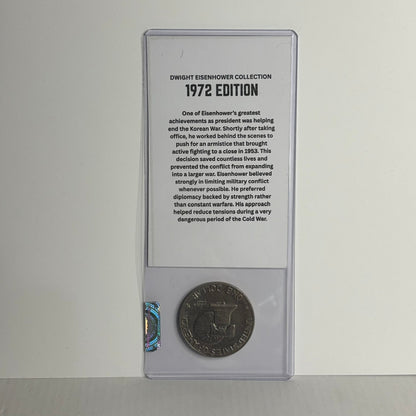 DWIGHT EISENHOWER COLLECTION
1972 EDITION
One of Eisenhower's greatest
achievements as president was helping
end the Korean War. Shortly after taking
office, he worked behind the scenes to
push for an armistice that brought
active fighting to a close in 1953. This
decision saved countless lives and
prevented the conflict from expanding
into a larger war. Eisenhower believed
strongly in limiting military conflict
whenever possible. He preferred
diplomacy backed by strength rather
than constant warfare. His approach
helped reduce tensions during a very
dangerous period of the Cold War.
ONE DOLLAR